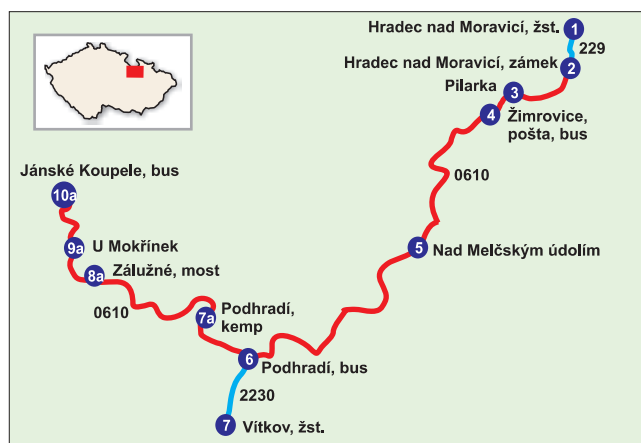 Hradec nad Moravicí, žst.
1
229
Hradec nad Moravicí, zámek
2
Pilarka
3
4
Žimrovice,
pošta, bus
0610
Jánské Koupele, bus
10a
9a
U Mokřínek
8a
Zálužné, most
5
Nad Melčským údolím
0610
7a
Podhradí,
kemp
6
Podhradí, bus
2230
7
Vítkov, žst.